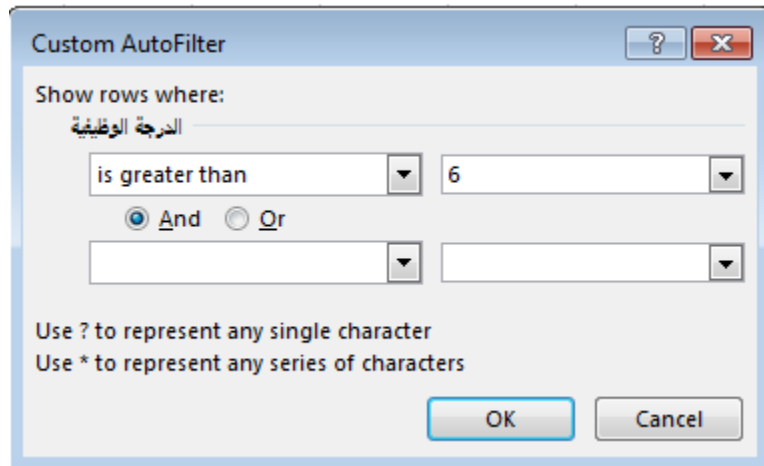 Custom AutoFilter
Show rows where:
الدرجة الوظيفية
is greater than 6
And Or
Use ? to represent any single character
Use * to represent any series of characters
OK Cancel